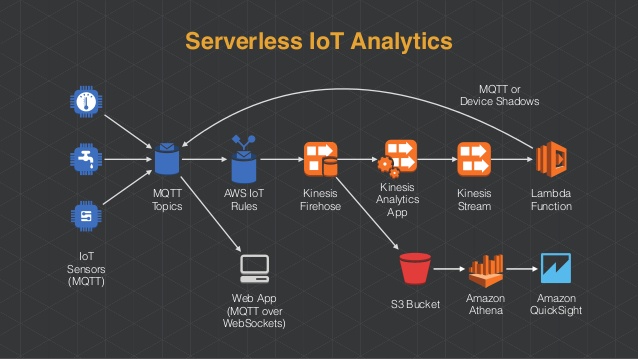 Serverless IoT Analytics
MQTT or
Device Shadows
MQTT
Topics
AWS IoT
Rules
Kinesis
Firehose
Kinesis
Analytics
App
Kinesis
Stream
Lambda
Function
IoT
Sensors
(MQTT)
Web App
(MQTT over
WebSockets)
S3 Bucket
Amazon
Athena
Amazon
QuickSight